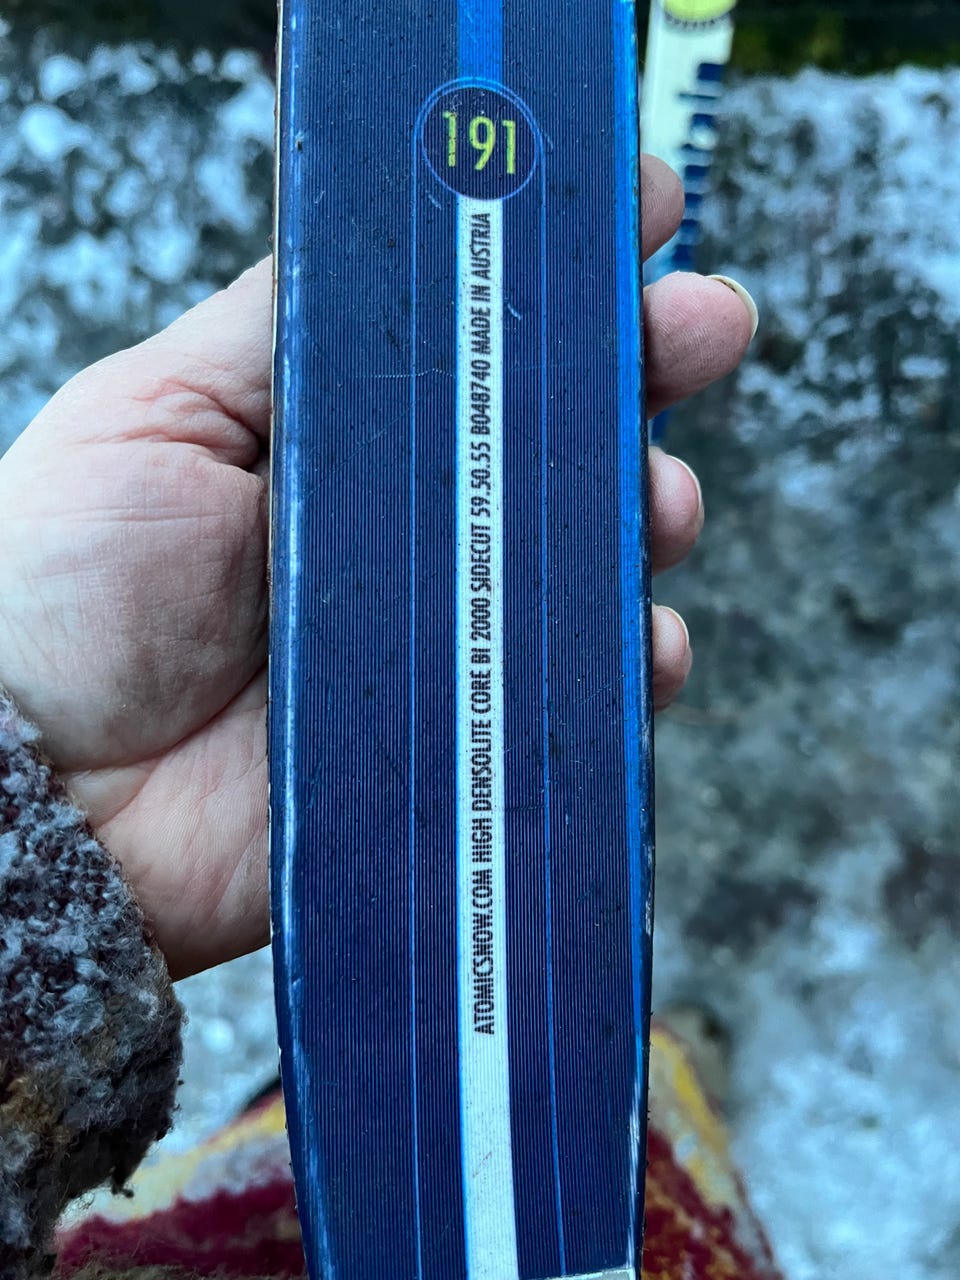 191
ATOMICSNOW.COM HIGH DENSOLITE CORE BI 2000 SIDECUT 59.50.55 B048740 MADE IN AUSTRIA